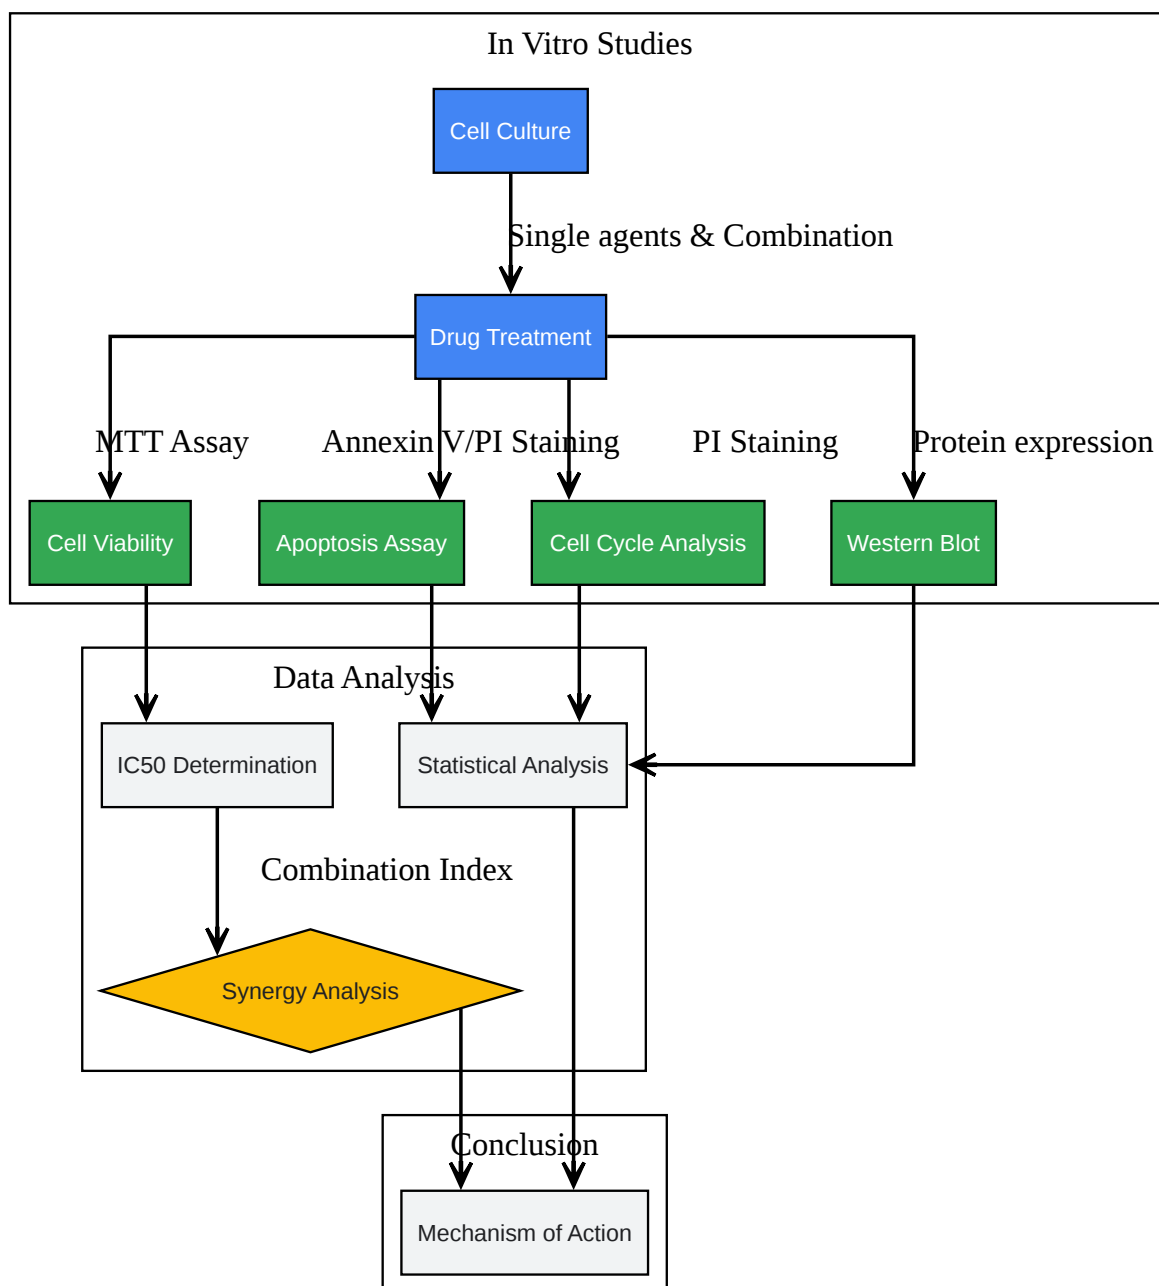 In Vitro Studies
Cell Culture
Single agents & Combination
Drug Treatment
MTT Assay
Annexin V/PI Staining
PI Staining
Protein expression
Cell Viability
Apoptosis Assay
Cell Cycle Analysis
Western Blot
Data Analysis
IC50 Determination
Statistical Analysis
Combination Index
Synergy Analysis
Conclusion
Mechanism of Action